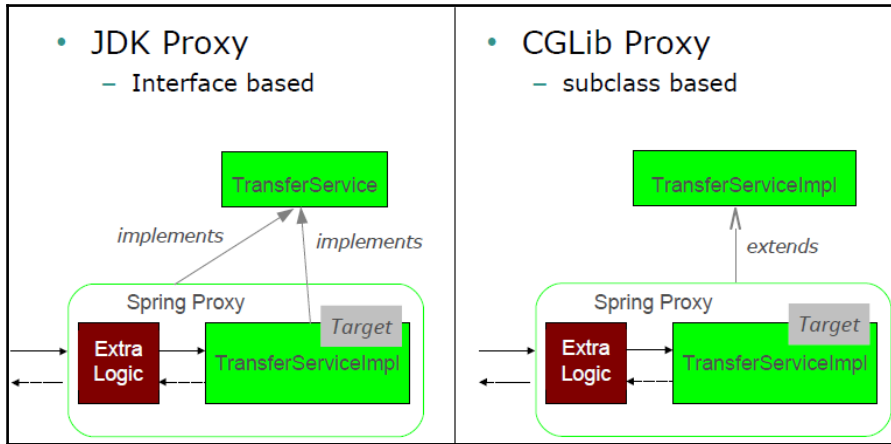 • JDK Proxy
– Interface based
TransferService
implements
implements
Spring Proxy
Target
Extra
Logic
TransferServiceImpl
• CGLib Proxy
– subclass based
TransferServiceImpl
extends
Spring Proxy
Target
Extra
Logic
TransferServiceImpl